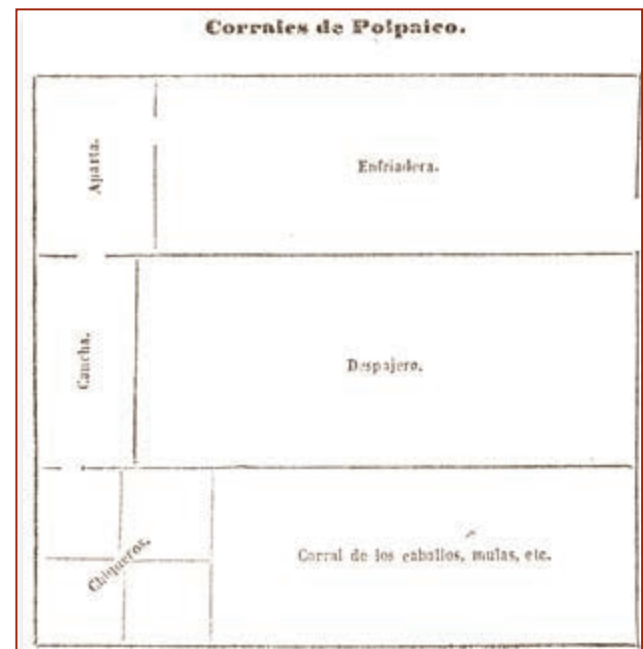 Corrales de Polpaico.
Aparta.
Enfriadera.
Cancha.
Despajero.
Chiqueros.
Corral de los caballos, mulas, etc.